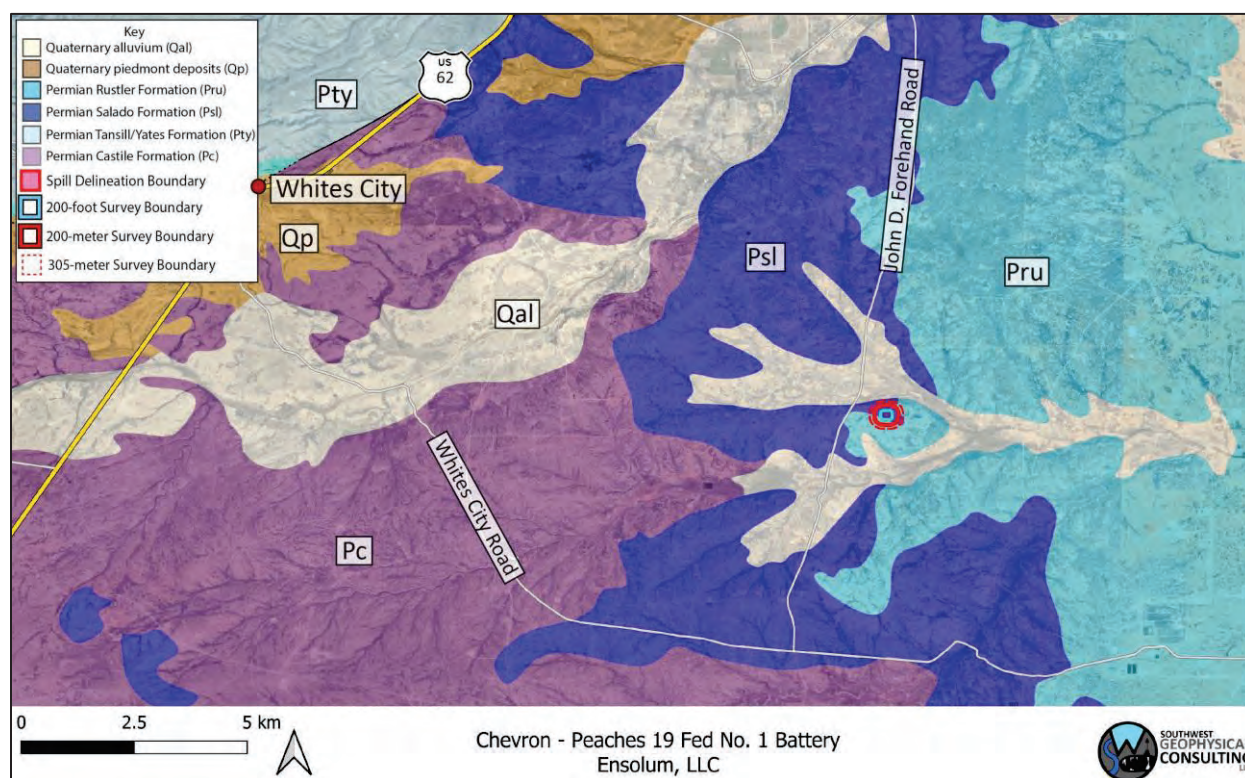 Key
Quaternary alluvium (Qal)
Quaternary piedmont deposits (Qp)
Permian Rustler Formation (Pru)
Permian Salado Formation (Psl)
Permian Tansill/Yates Formation (Pty)
Permian Castile Formation (Pc)
Spill Delineation Boundary
200-foot Survey Boundary
200-meter Survey Boundary
305-meter Survey Boundary
Pty
US
62
Whites City
Qp
Qal
Psl
John D. Forehand Road
Pru
Whites City Road
Pc
0 2.5 5 km
Chevron - Peaches 19 Fed No. 1 Battery
Ensolum, LLC
SOUTHWEST
GEOPHYSICAL
CONSULTING